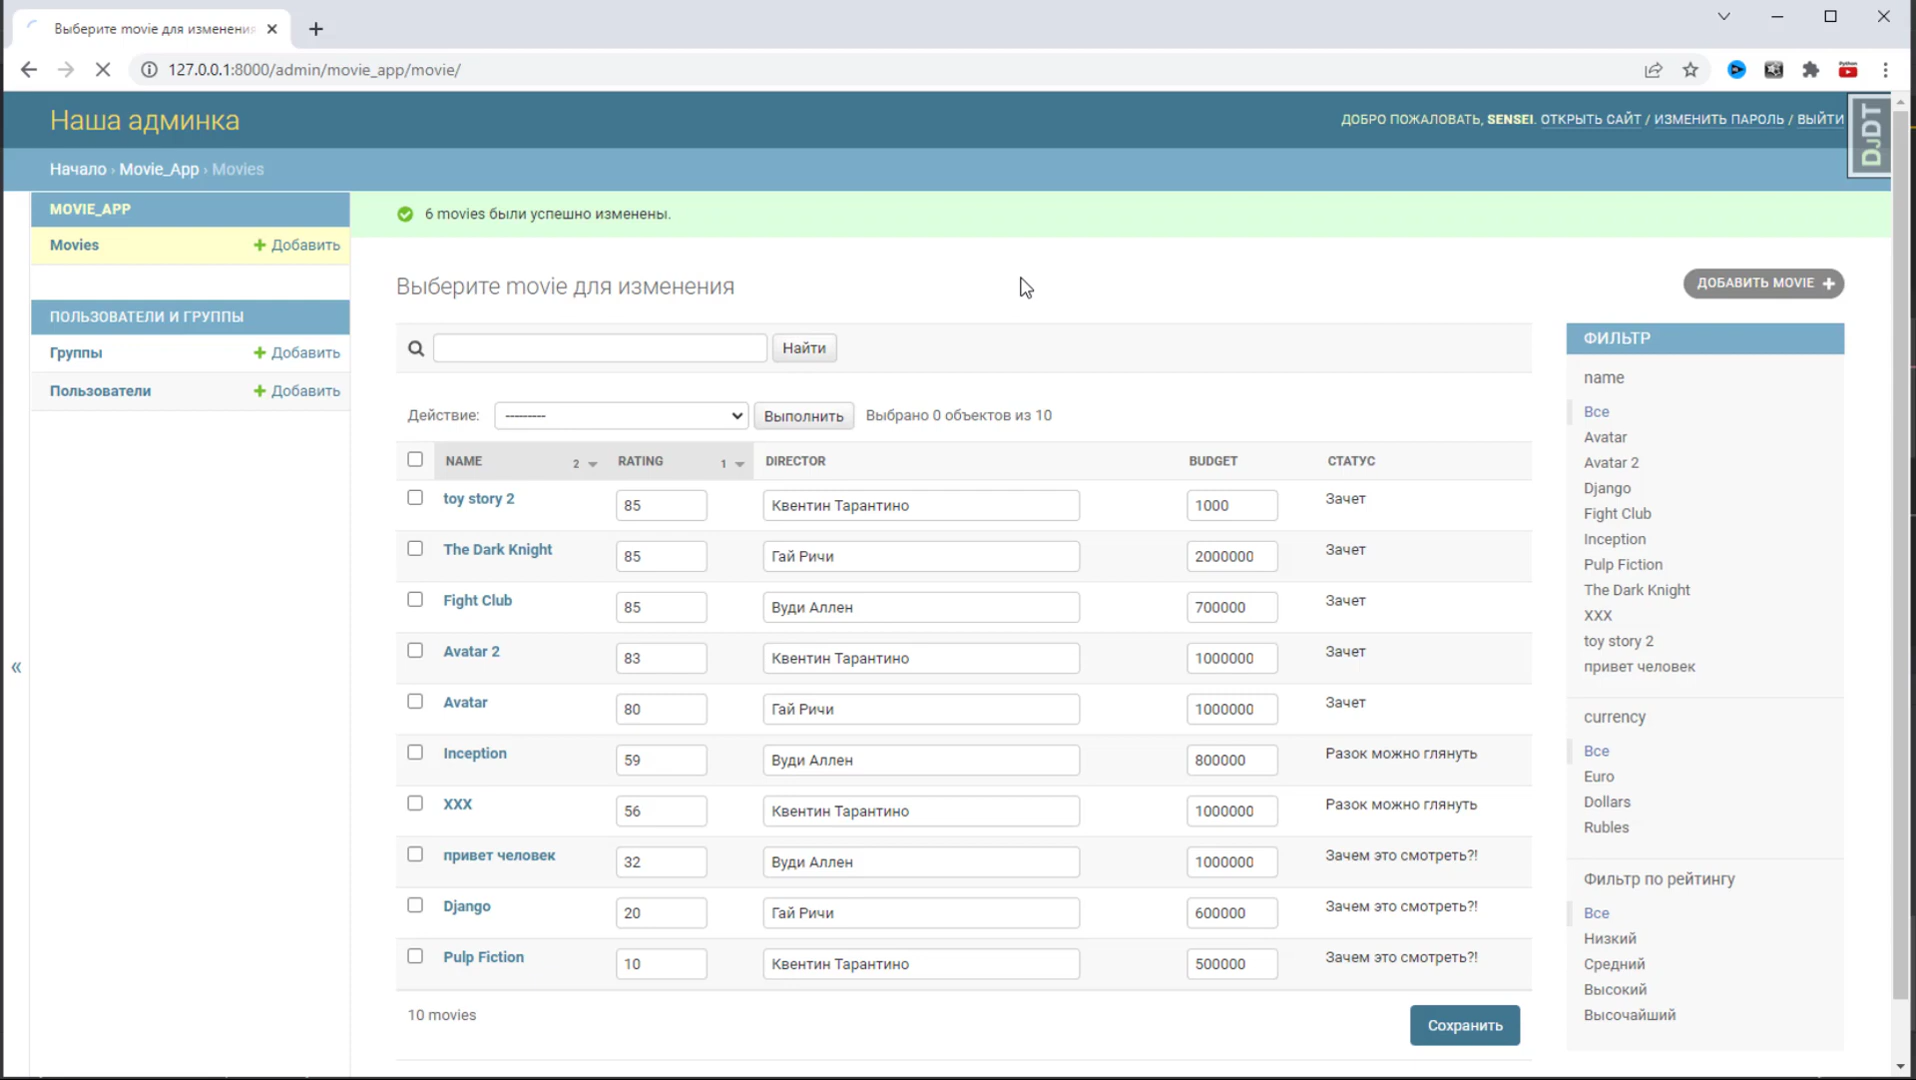 Выберите movie для изменения
127.0.0.1:8000/admin/movie_app/movie/
Python
Наша админка
ДОБРО ПОЖАЛОВАТЬ, SENSEI. ОТКРЫТЬ САЙТ / ИЗМЕНИТЬ ПАРОЛЬ / ВЫЙТИ
DJDT
Начало › Movie_App › Movies
MOVIE_APP
Movies + Добавить
ПОЛЬЗОВАТЕЛИ И ГРУППЫ
Группы + Добавить
Пользователи + Добавить
«
6 movies были успешно изменены.
Выберите movie для изменения
ДОБАВИТЬ MOVIE +
Найти
Действие: --------- Выполнить Выбрано 0 объектов из 10
NAME 2 RATING 1 DIRECTOR BUDGET СТАТУС
toy story 2 85 Квентин Тарантино 1000 Зачет
The Dark Knight 85 Гай Ричи 2000000 Зачет
Fight Club 85 Вуди Аллен 700000 Зачет
Avatar 2 83 Квентин Тарантино 1000000 Зачет
Avatar 80 Гай Ричи 1000000 Зачет
Inception 59 Вуди Аллен 800000 Разок можно глянуть
XXX 56 Квентин Тарантино 1000000 Разок можно глянуть
привет человек 32 Вуди Аллен 1000000 Зачем это смотреть?!
Django 20 Гай Ричи 600000 Зачем это смотреть?!
Pulp Fiction 10 Квентин Тарантино 500000 Зачем это смотреть?!
10 movies
Сохранить
ФИЛЬТР
name
Все
Avatar
Avatar 2
Django
Fight Club
Inception
Pulp Fiction
The Dark Knight
XXX
toy story 2
привет человек
currency
Все
Euro
Dollars
Rubles
Фильтр по рейтингу
Все
Низкий
Средний
Высокий
Высочайший